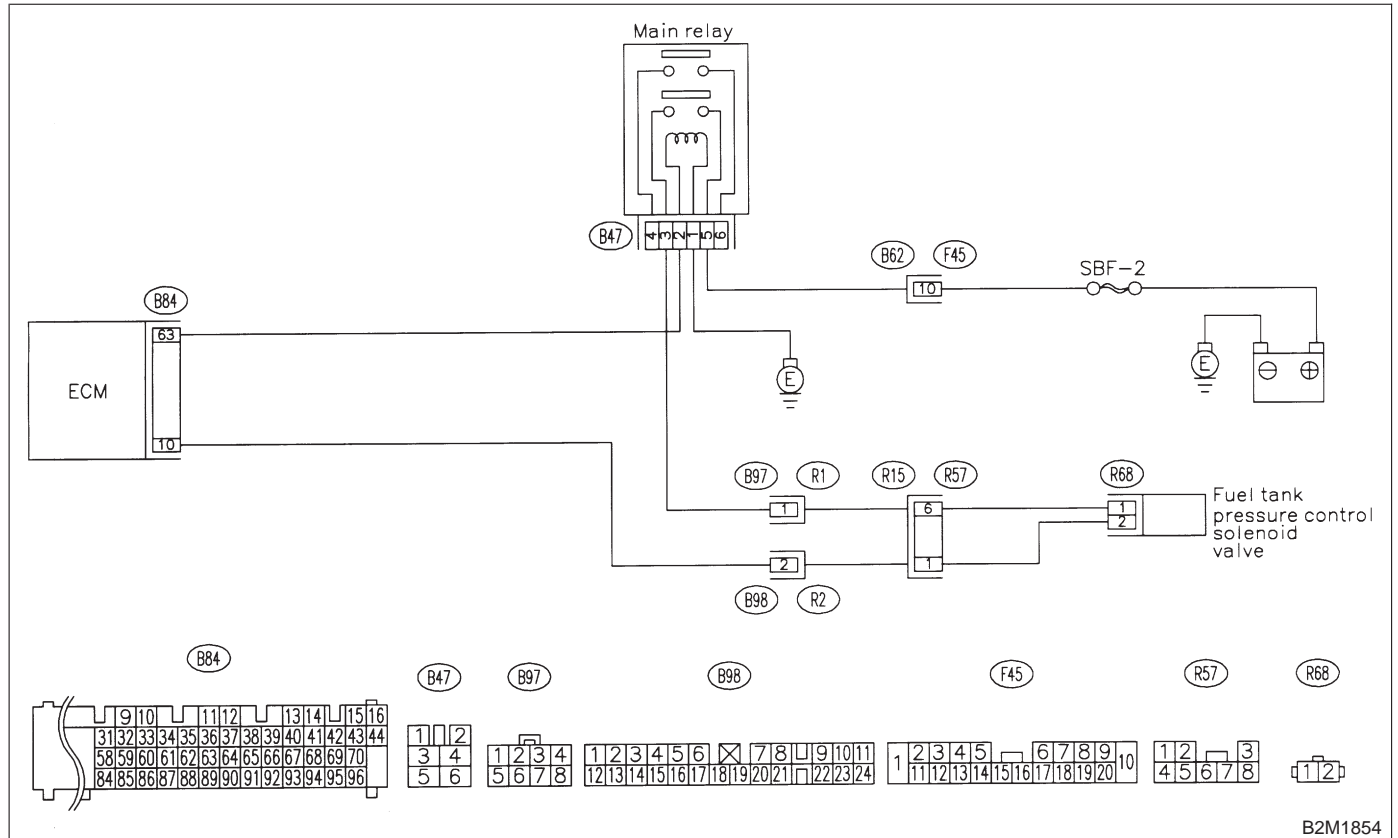 Main relay
B47
4 3 2 1 5 6
B62 F45
10
SBF-2
B84
63
ECM
10
E
E
⊖ ⊕
B97 R1
1
R15 R57
6
1
R68
1
2
Fuel tank
pressure control
solenoid
valve
2
B98 R2
B84
9 10 11 12 13 14 15 16
31 32 33 34 35 36 37 38 39 40 41 42 43 44
58 59 60 61 62 63 64 65 66 67 68 69 70
84 85 86 87 88 89 90 91 92 93 94 95 96
B47
1 2
3 4
5 6
B97
1 2 3 4
5 6 7 8
B98
1 2 3 4 5 6 7 8 9 10 11
12 13 14 15 16 17 18 19 20 21 22 23 24
F45
1 2 3 4 5 6 7 8 9 10
11 12 13 14 15 16 17 18 19 20
R57
1 2 3
4 5 6 7 8
R68
1 2
B2M1854